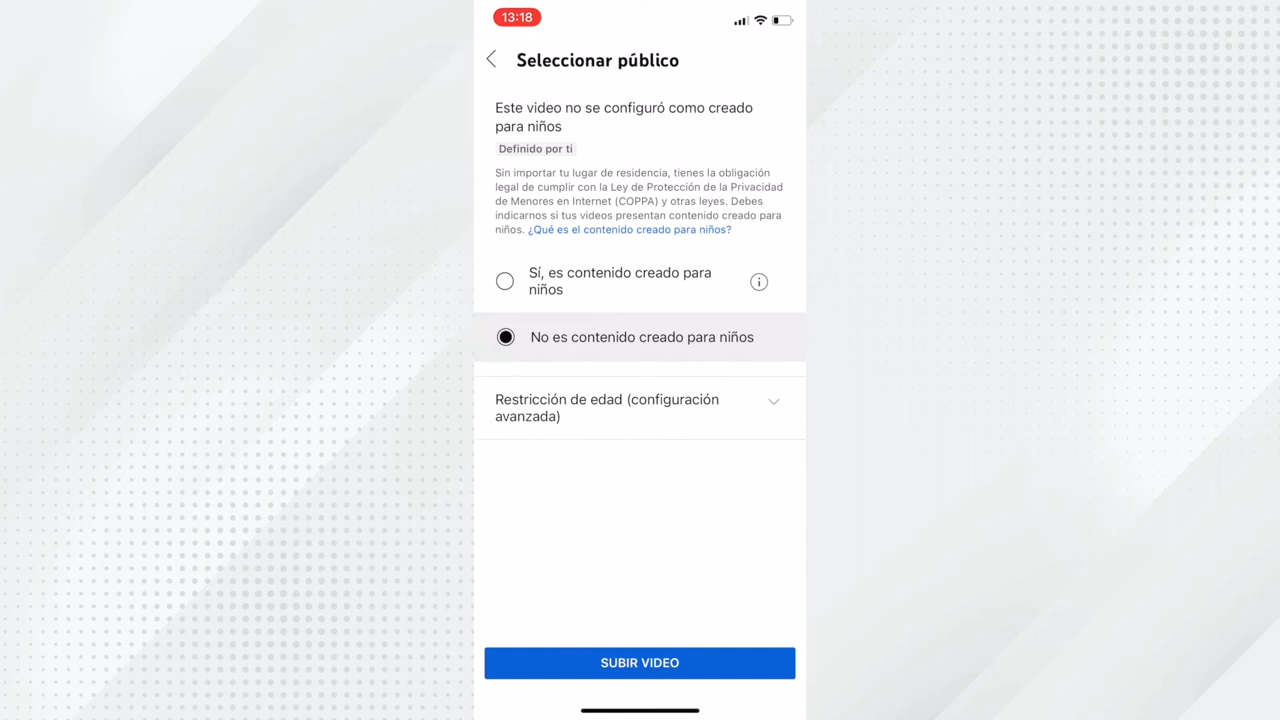 13:18
Seleccionar público
Este video no se configuró como creado
para niños
Definido por ti
Sin importar tu lugar de residencia, tienes la obligación
legal de cumplir con la Ley de Protección de la Privacidad
de Menores en Internet (COPPA) y otras leyes. Debes
indicarnos si tus videos presentan contenido creado para
niños. ¿Qué es el contenido creado para niños?
Sí, es contenido creado para
niños
No es contenido creado para niños
Restricción de edad (configuración
avanzada)
SUBIR VIDEO